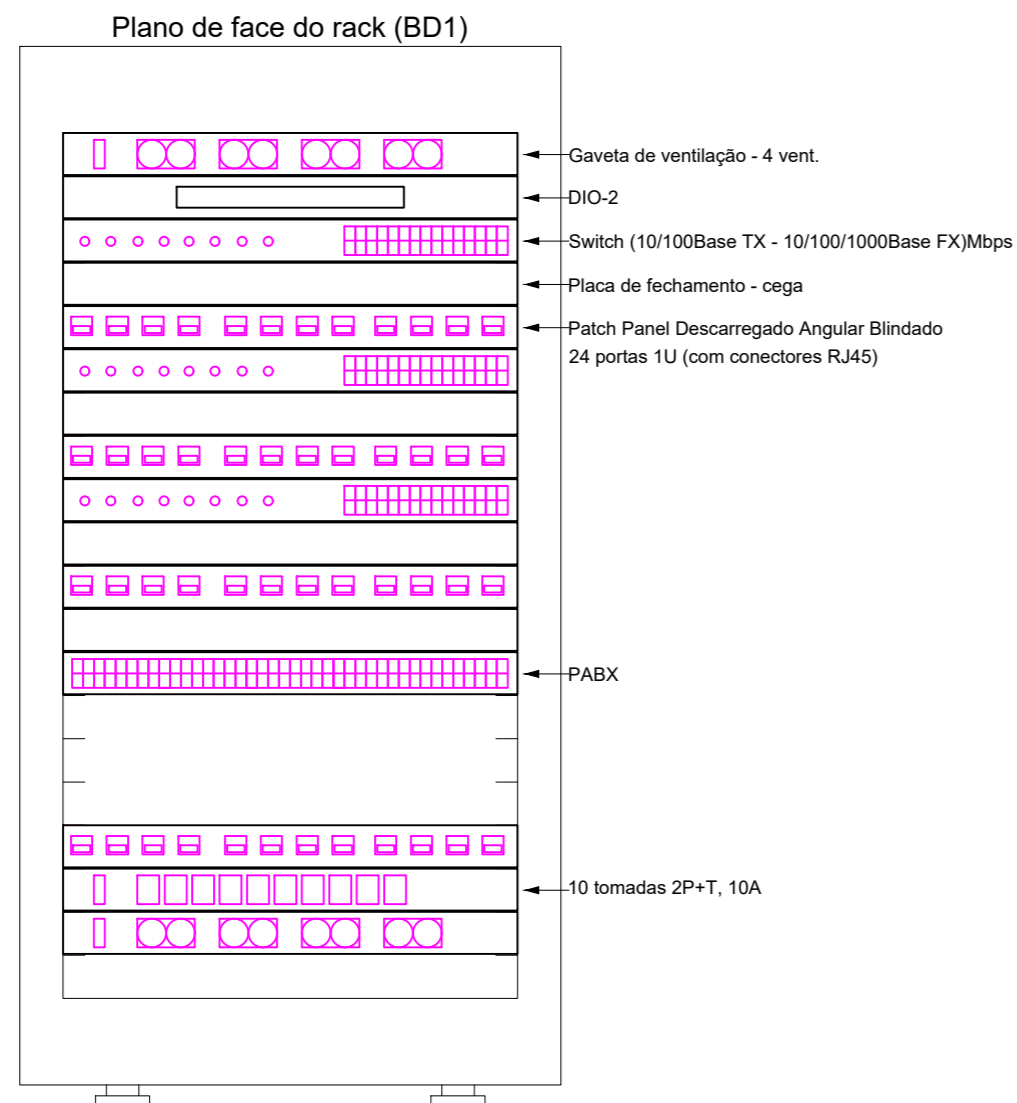 Plano de face do rack (BD1)
Gaveta de ventilação - 4 vent.
DIO-2
Switch (10/100Base TX - 10/100/1000Base FX)Mbps
Placa de fechamento - cega
Patch Panel Descarregado Angular Blindado
24 portas 1U (com conectores RJ45)
PABX
10 tomadas 2P+T, 10A